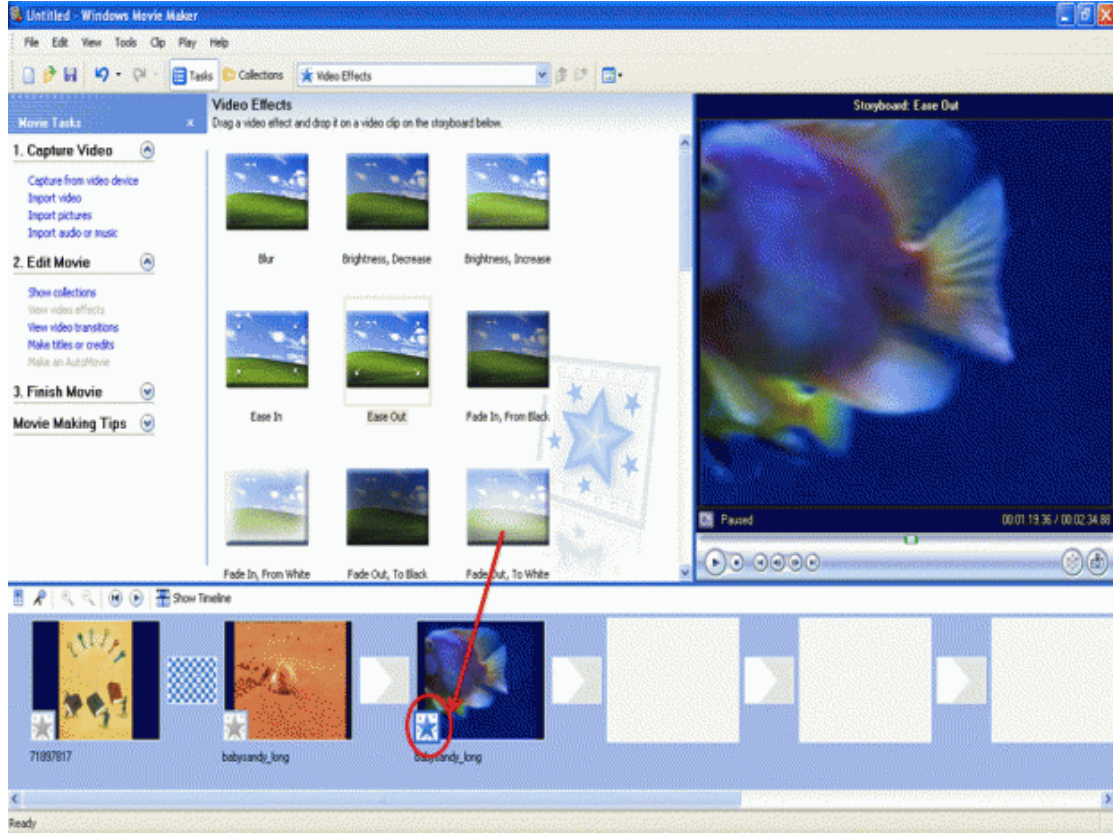 Untitled - Windows Movie Maker
File Edit View Tools Clip Play Help
Tasks Collections Video Effects
Movie Tasks x
Video Effects
Drag a video effect and drop it on a video clip on the storyboard below.
Storyboard: Ease Out
1. Capture Video
Capture from video device
Import video
Import pictures
Import audio or music
2. Edit Movie
Show collections
View video effects
View video transitions
Make titles or credits
Make an AutoMovie
3. Finish Movie
Movie Making Tips
Blur Brightness, Decrease Brightness, Increase
Ease In Ease Out Fade In, From Black
Fade In, From White Fade Out, To Black Fade Out, To White
Paused 00:01:19.36 / 00:02:34.88
Show Timeline
71897817 babysandy_long babysandy_long
Ready